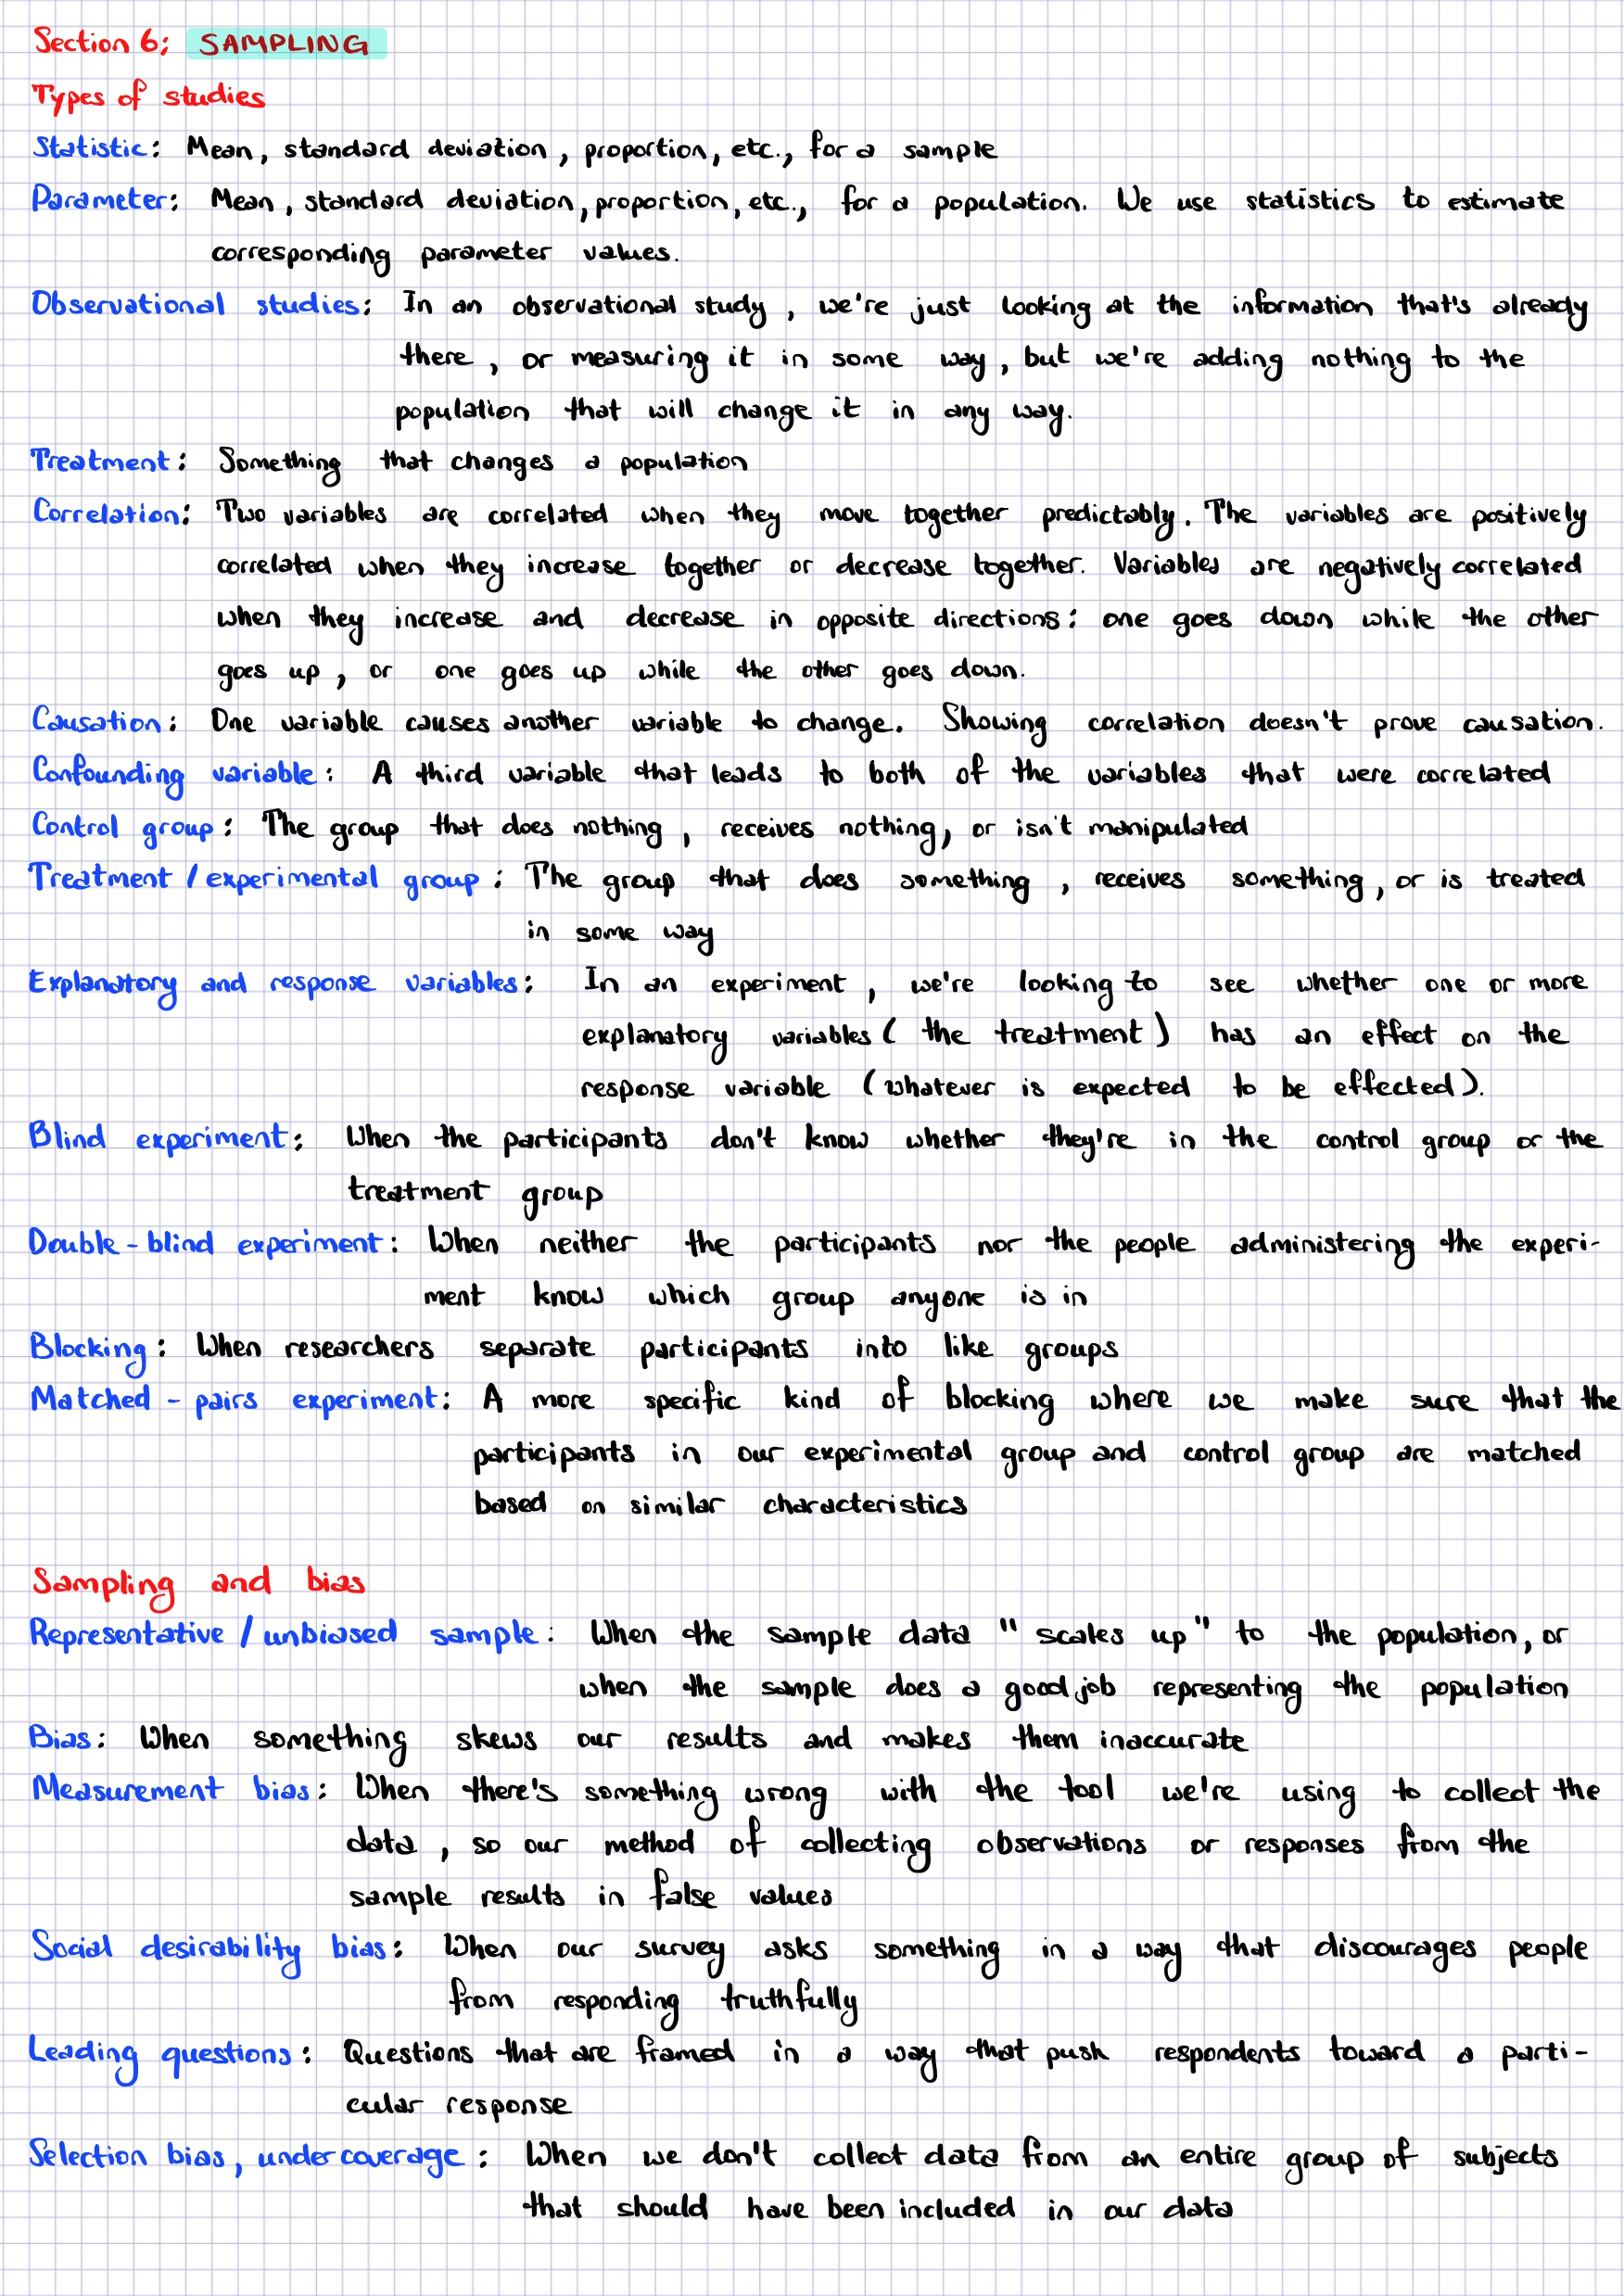 Section 6: SAMPLING
Types of studies
Statistic: Mean, standard deviation, proportion, etc., for a sample
Parameter: Mean, standard deviation, proportion, etc., for a population. We use statistics to estimate
corresponding parameter values.
Observational studies: In an observational study, we're just looking at the information that's already
there, or measuring it in some way, but we're adding nothing to the
population that will change it in any way.
Treatment: Something that changes a population
Correlation: Two variables are correlated when they move together predictably. The variables are positively
correlated when they increase together or decrease together. Variables are negatively correlated
when they increase and decrease in opposite directions: one goes down while the other
goes up, or one goes up while the other goes down.
Causation: One variable causes another variable to change. Showing correlation doesn't prove causation.
Confounding variable: A third variable that leads to both of the variables that were correlated
Control group: The group that does nothing, receives nothing, or isn't manipulated
Treatment / experimental group: The group that does something, receives something, or is treated
in some way
Explanatory and response variables: In an experiment, we're looking to see whether one or more
explanatory variables (the treatment) has an effect on the
response variable (whatever is expected to be effected).
Blind experiment: When the participants don't know whether they're in the control group or the
treatment group
Double-blind experiment: When neither the participants nor the people administering the experi-
ment know which group anyone is in
Blocking: When researchers separate participants into like groups
Matched-pairs experiment: A more specific kind of blocking where we make sure that the
participants in our experimental group and control group are matched
based on similar characteristics
Sampling and bias
Representative / unbiased sample: When the sample data "scales up" to the population, or
when the sample does a good job representing the population
Bias: When something skews our results and makes them inaccurate
Measurement bias: When there's something wrong with the tool we're using to collect the
data, so our method of collecting observations or responses from the
sample results in false values
Social desirability bias: When our survey asks something in a way that discourages people
from responding truthfully
Leading questions: Questions that are framed in a way that push respondents toward a parti-
cular response
Selection bias, undercoverage: When we don't collect data from an entire group of subjects
that should have been included in our data